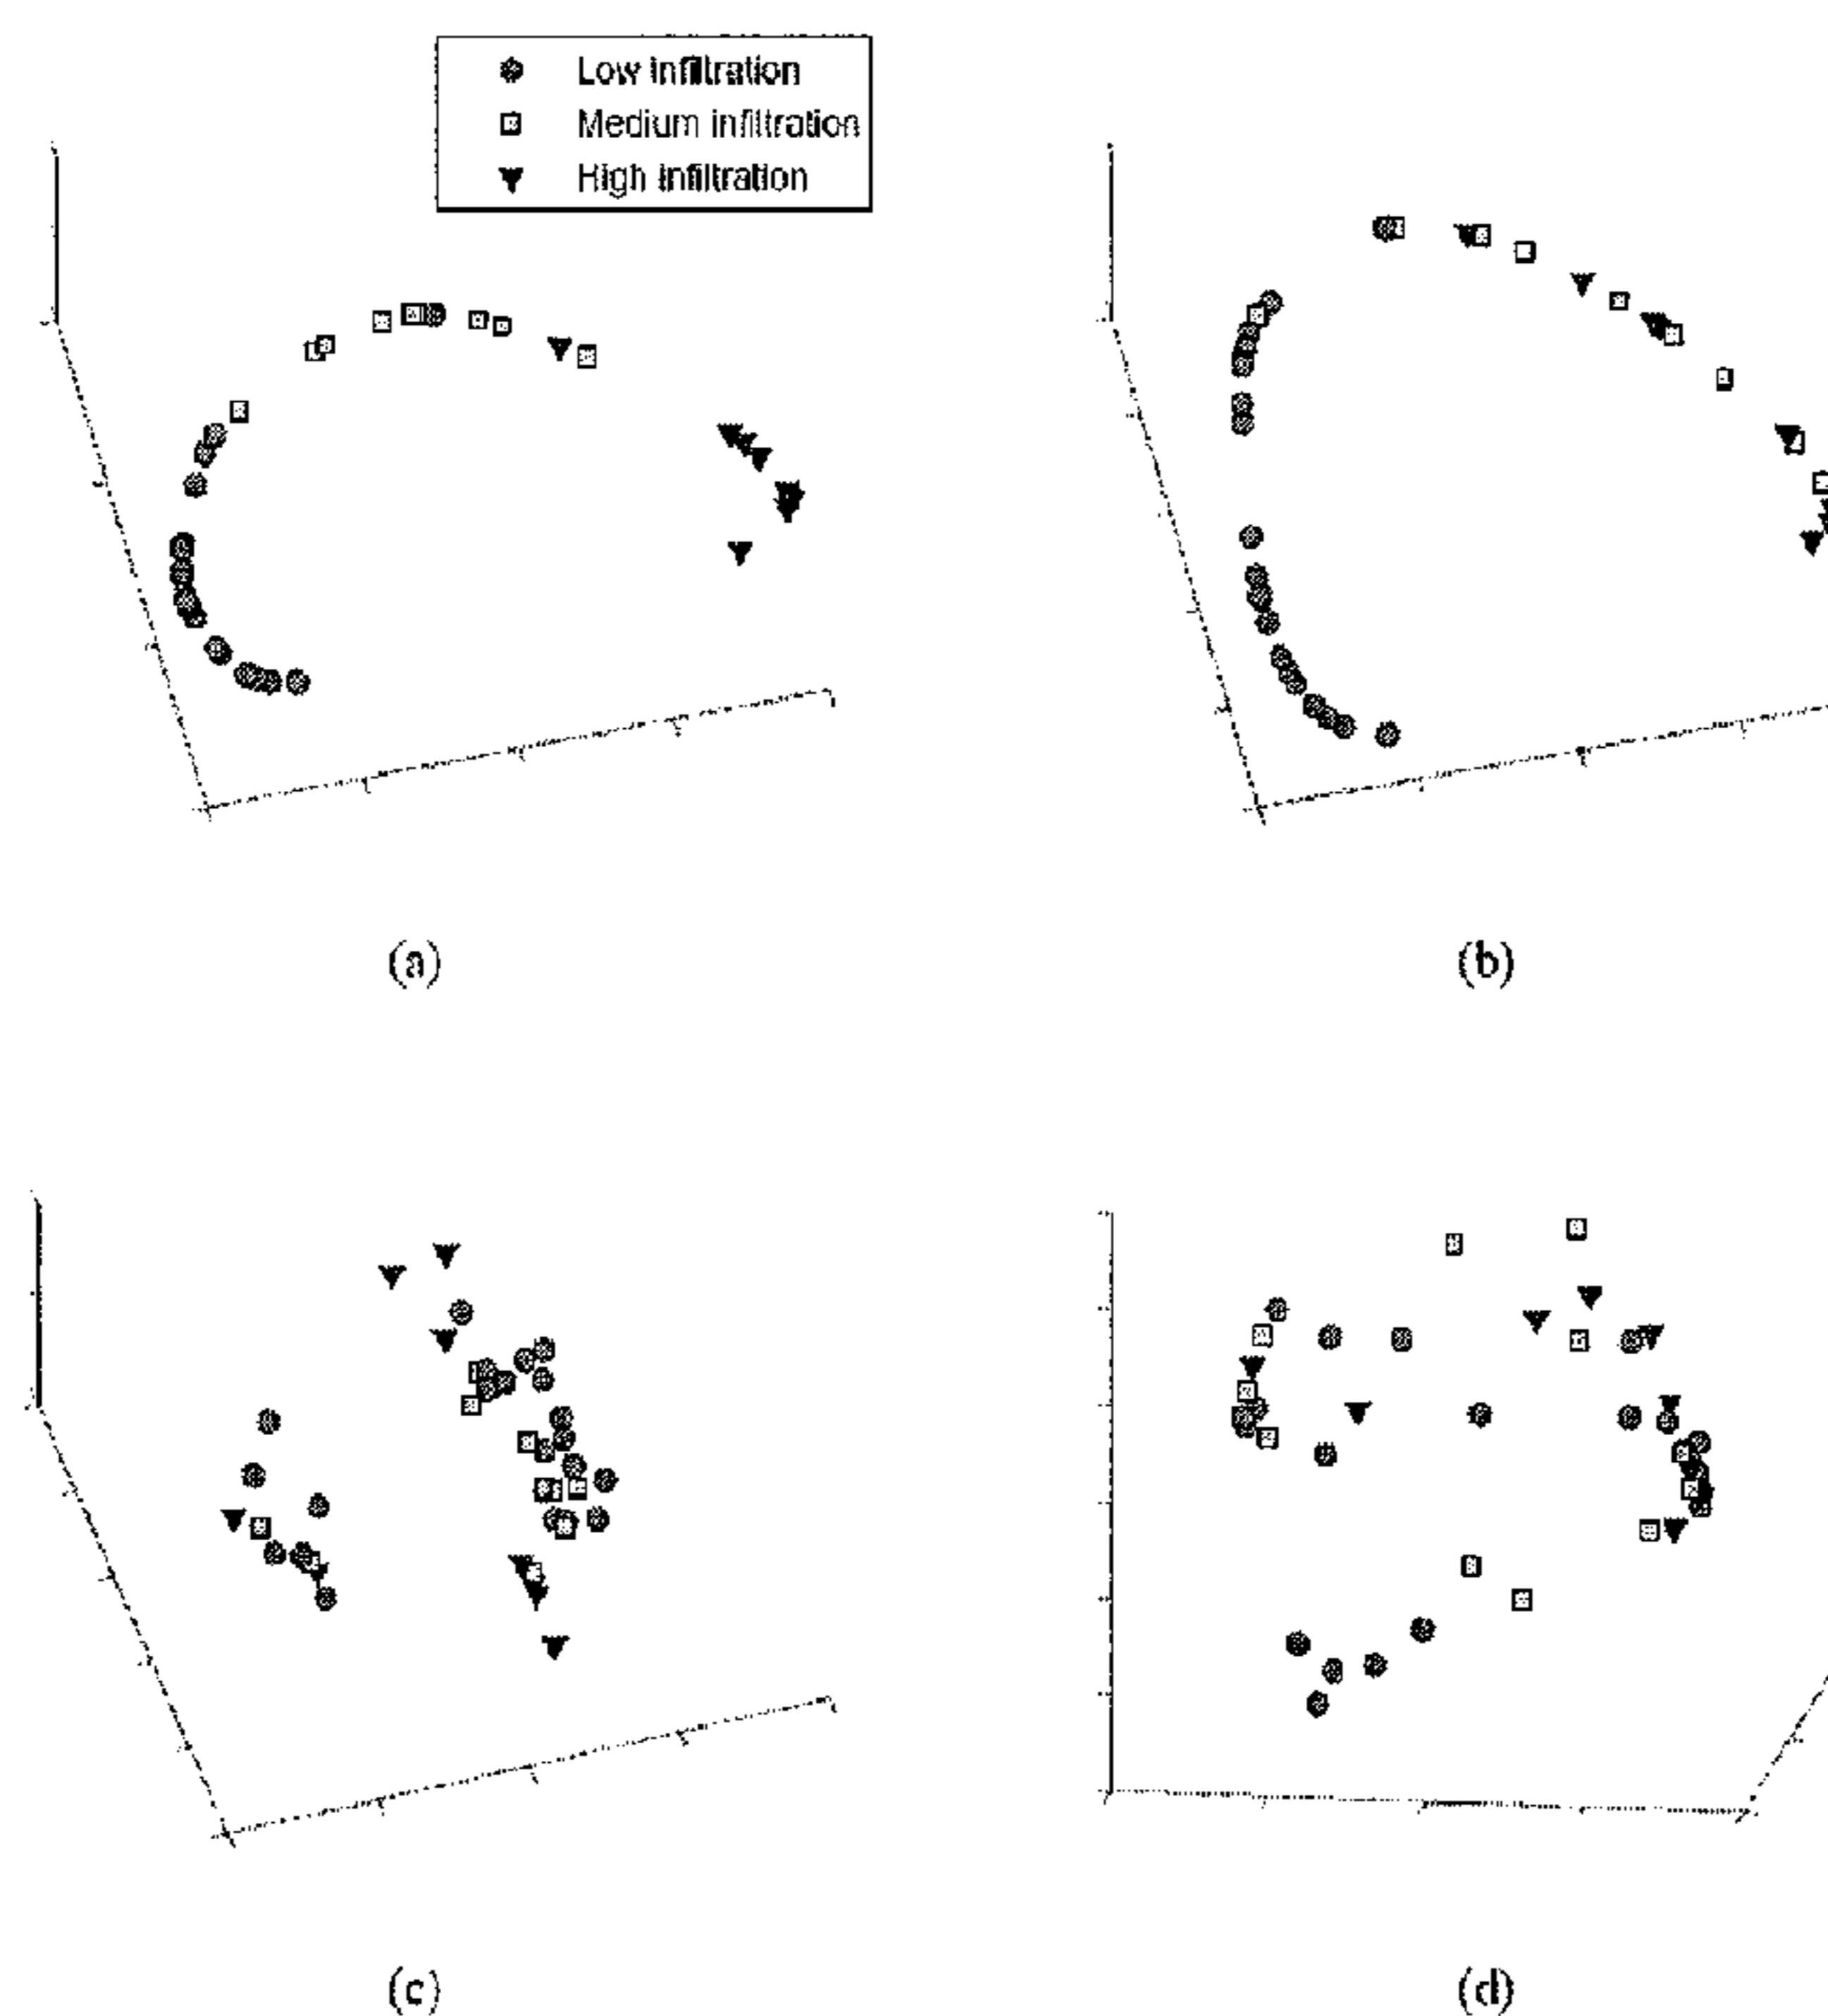 Low infiltration
Medium infiltration
High infiltration
(a)
(b)
(c)
(d)